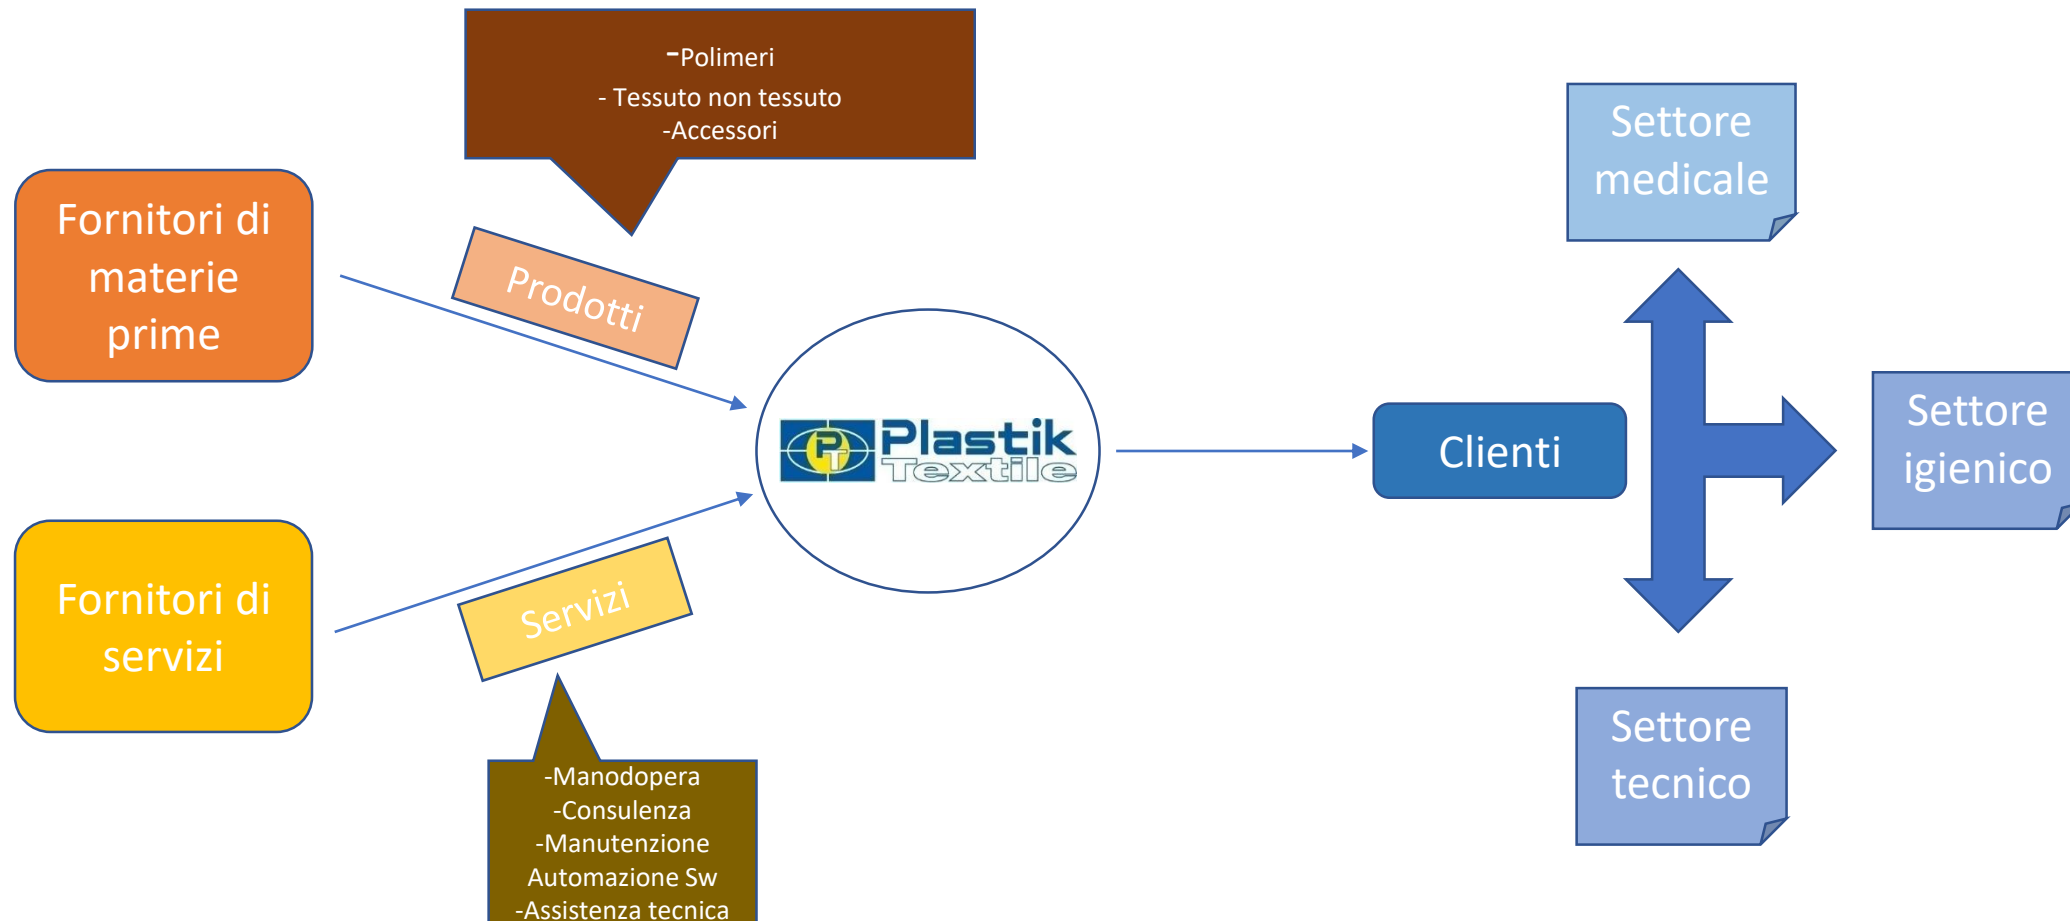 -Polimeri
- Tessuto non tessuto
-Accessori
Fornitori di
materie
prime
Prodotti
Settore
medicale
PT Plastik
Textile
Clienti
Settore
igienico
Fornitori di
servizi
Servizi
Settore
tecnico
-Manodopera
-Consulenza
-Manutenzione
Automazione Sw
-Assistenza tecnica